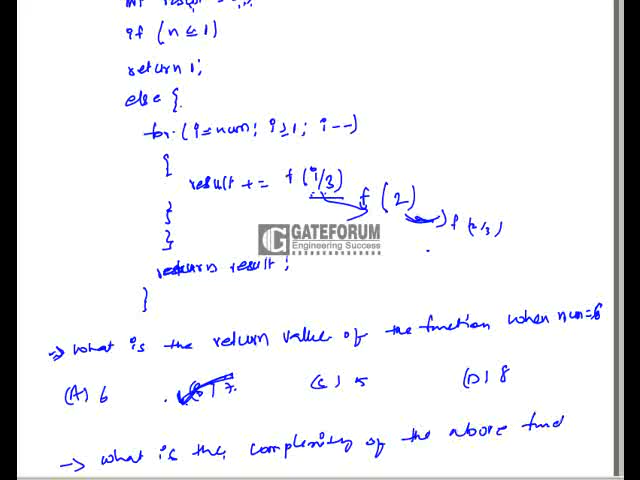 int result
if (n ≤ 1)
return 1;
else {
for (i=num; i≥1; i--)
{
result += f(i/3) f(2)
f(2/3)
}
GATEFORUM
Engineering Success
}
return result;
}
→ what is the return value of the function when num=6
(A) 6 (B) 7 (C) 5 (D) 8
→ what is the complexity of the above